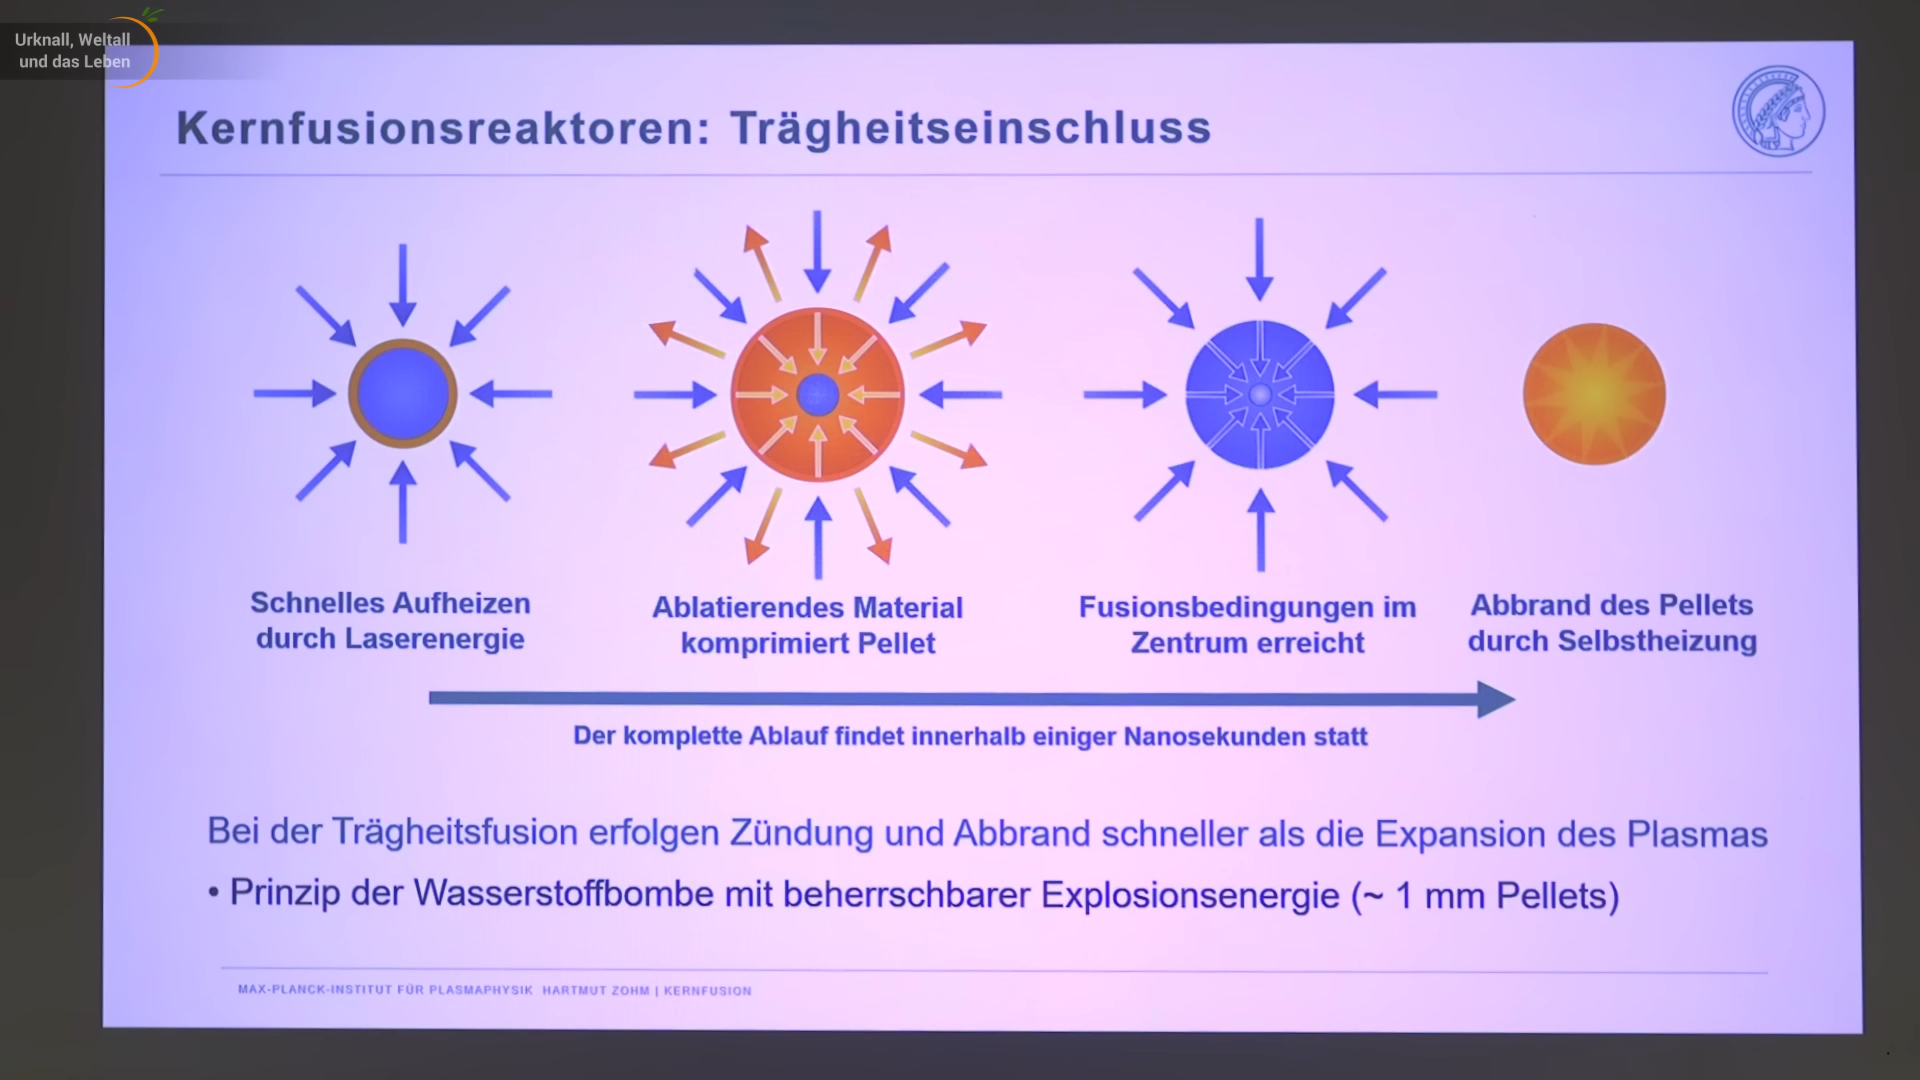 Urknall, Weltall
und das Leben
Kernfusionsreaktoren: Trägheitseinschluss
Schnelles Aufheizen
durch Laserenergie
Ablatierendes Material
komprimiert Pellet
Fusionsbedingungen im
Zentrum erreicht
Abbrand des Pellets
durch Selbstheizung
Der komplette Ablauf findet innerhalb einiger Nanosekunden statt
Bei der Trägheitsfusion erfolgen Zündung und Abbrand schneller als die Expansion des Plasmas
• Prinzip der Wasserstoffbombe mit beherrschbarer Explosionsenergie (~ 1 mm Pellets)
MAX-PLANCK-INSTITUT FÜR PLASMAPHYSIK HARTMUT ZOHM | KERNFUSION